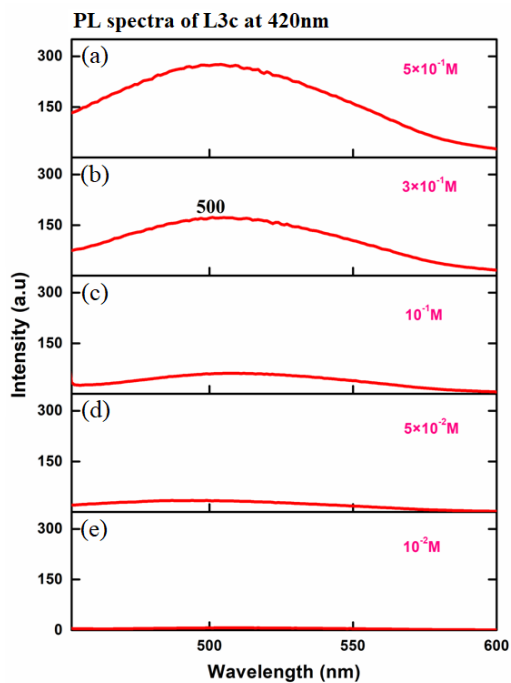 PL spectra of L3c at 420nm
300
(a)
5×10⁻¹M
150
300
(b)
3×10⁻¹M
500
150
300
(c)
10⁻¹M
150
300
(d)
5×10⁻²M
150
300
(e)
10⁻²M
150
0
500
550
600
Intensity (a.u)
Wavelength (nm)